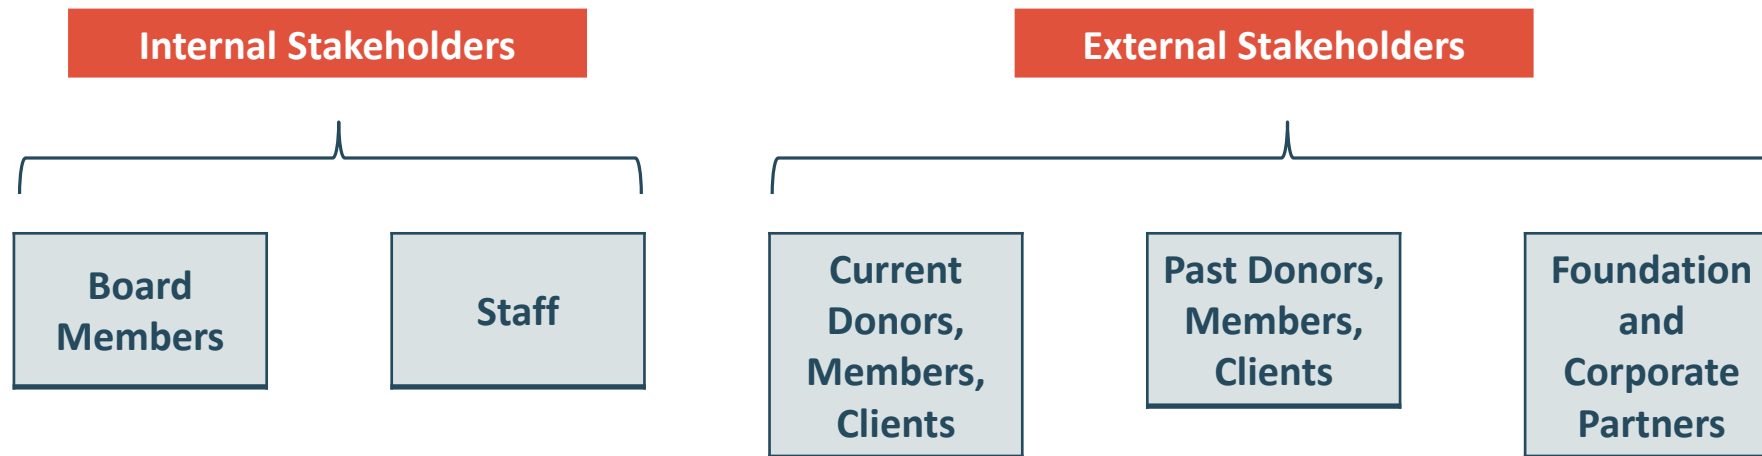 Internal Stakeholders
External Stakeholders
Board
Members
Staff
Current
Donors,
Members,
Clients
Past Donors,
Members,
Clients
Foundation
and
Corporate
Partners